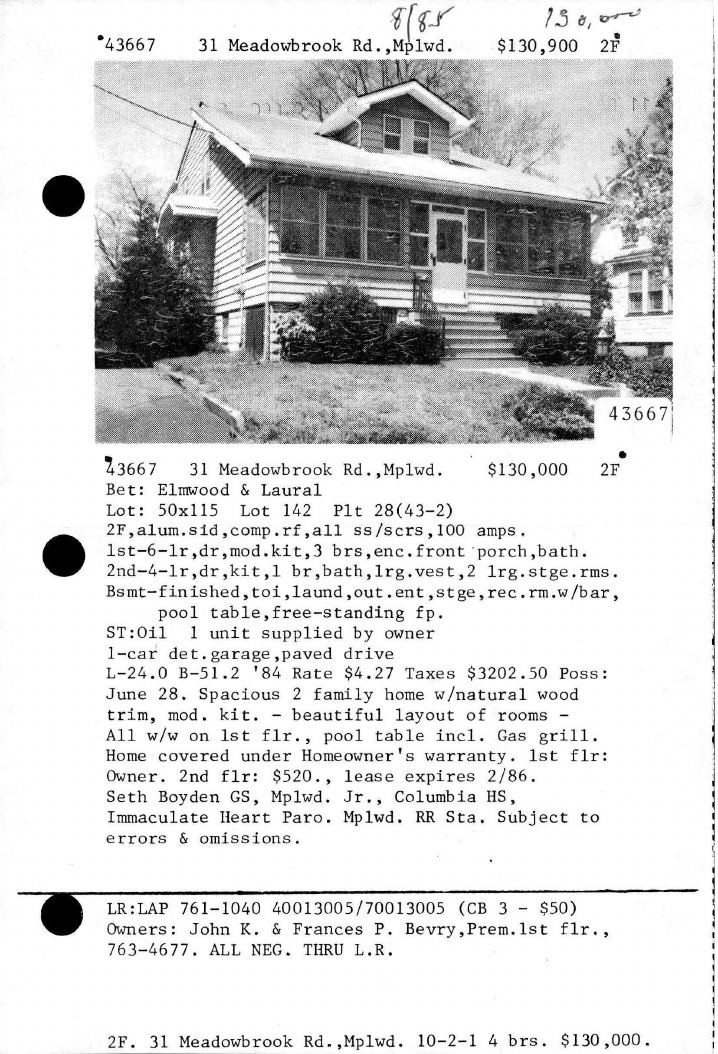 8/85 130,000
43667 31 Meadowbrook Rd.,Mplwd. $130,900 2F
43667
43667 31 Meadowbrook Rd.,Mplwd. $130,000 2F
Bet: Elmwood & Laural
Lot: 50x115 Lot 142 Plt 28(43-2)
2F,alum.sid,comp.rf,all ss/scrs,100 amps.
1st-6-lr,dr,mod.kit,3 brs,enc.front porch,bath.
2nd-4-lr,dr,kit,1 br,bath,lrg.vest,2 lrg.stge.rms.
Bsmt-finished,toi,laund,out.ent,stge,rec.rm.w/bar,
pool table,free-standing fp.
ST:Oil 1 unit supplied by owner
1-car det.garage,paved drive
L-24.0 B-51.2 '84 Rate $4.27 Taxes $3202.50 Poss:
June 28. Spacious 2 family home w/natural wood
trim, mod. kit. - beautiful layout of rooms -
All w/w on 1st flr., pool table incl. Gas grill.
Home covered under Homeowner's warranty. 1st flr:
Owner. 2nd flr: $520., lease expires 2/86.
Seth Boyden GS, Mplwd. Jr., Columbia HS,
Immaculate Heart Paro. Mplwd. RR Sta. Subject to
errors & omissions.
LR:LAP 761-1040 40013005/70013005 (CB 3 - $50)
Owners: John K. & Frances P. Bevry,Prem.1st flr.,
763-4677. ALL NEG. THRU L.R.
2F. 31 Meadowbrook Rd.,Mplwd. 10-2-1 4 brs. $130,000.